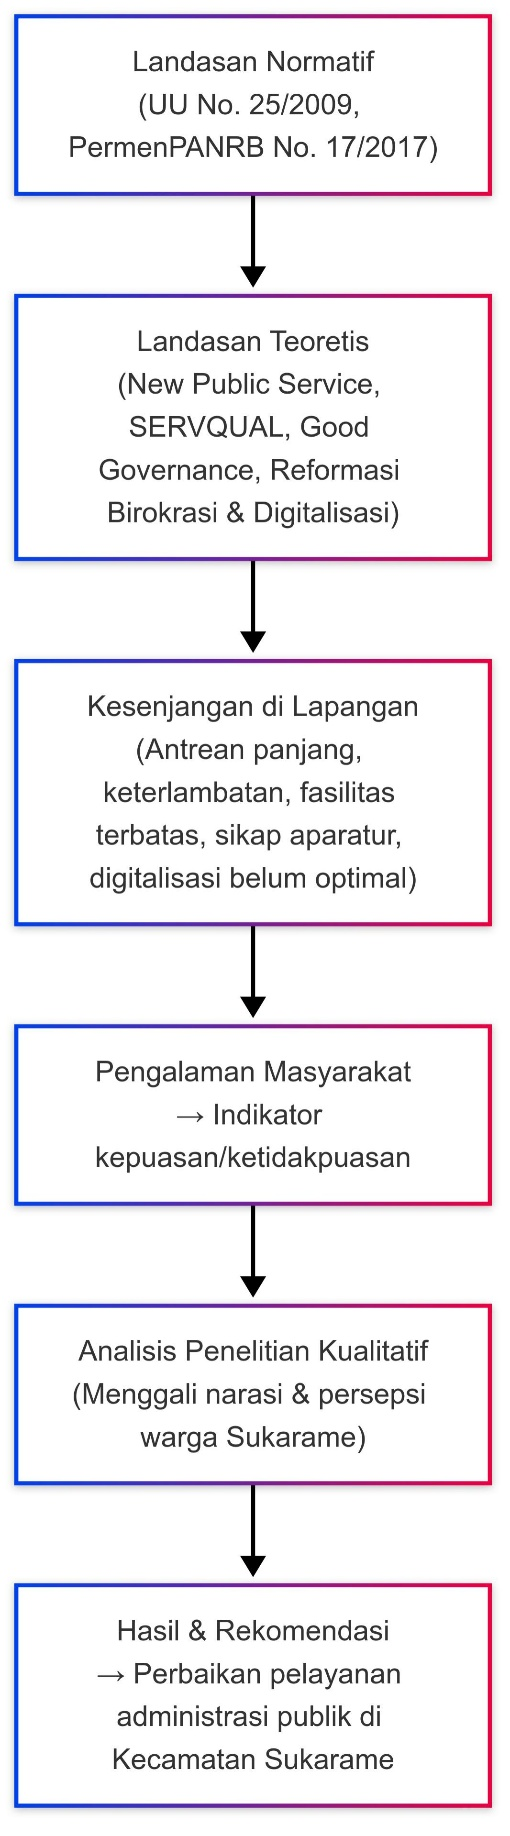 Landasan Normatif
(UU No. 25/2009,
PermenPANRB No. 17/2017)
Landasan Teoretis
(New Public Service,
SERVQUAL, Good
Governance, Reformasi
Birokrasi & Digitalisasi)
Kesenjangan di Lapangan
(Antrean panjang,
keterlambatan, fasilitas
terbatas, sikap aparatur,
digitalisasi belum optimal)
Pengalaman Masyarakat
→ Indikator
kepuasan/ketidakpuasan
Analisis Penelitian Kualitatif
(Menggali narasi & persepsi
warga Sukarame)
Hasil & Rekomendasi
→ Perbaikan pelayanan
administrasi publik di
Kecamatan Sukarame